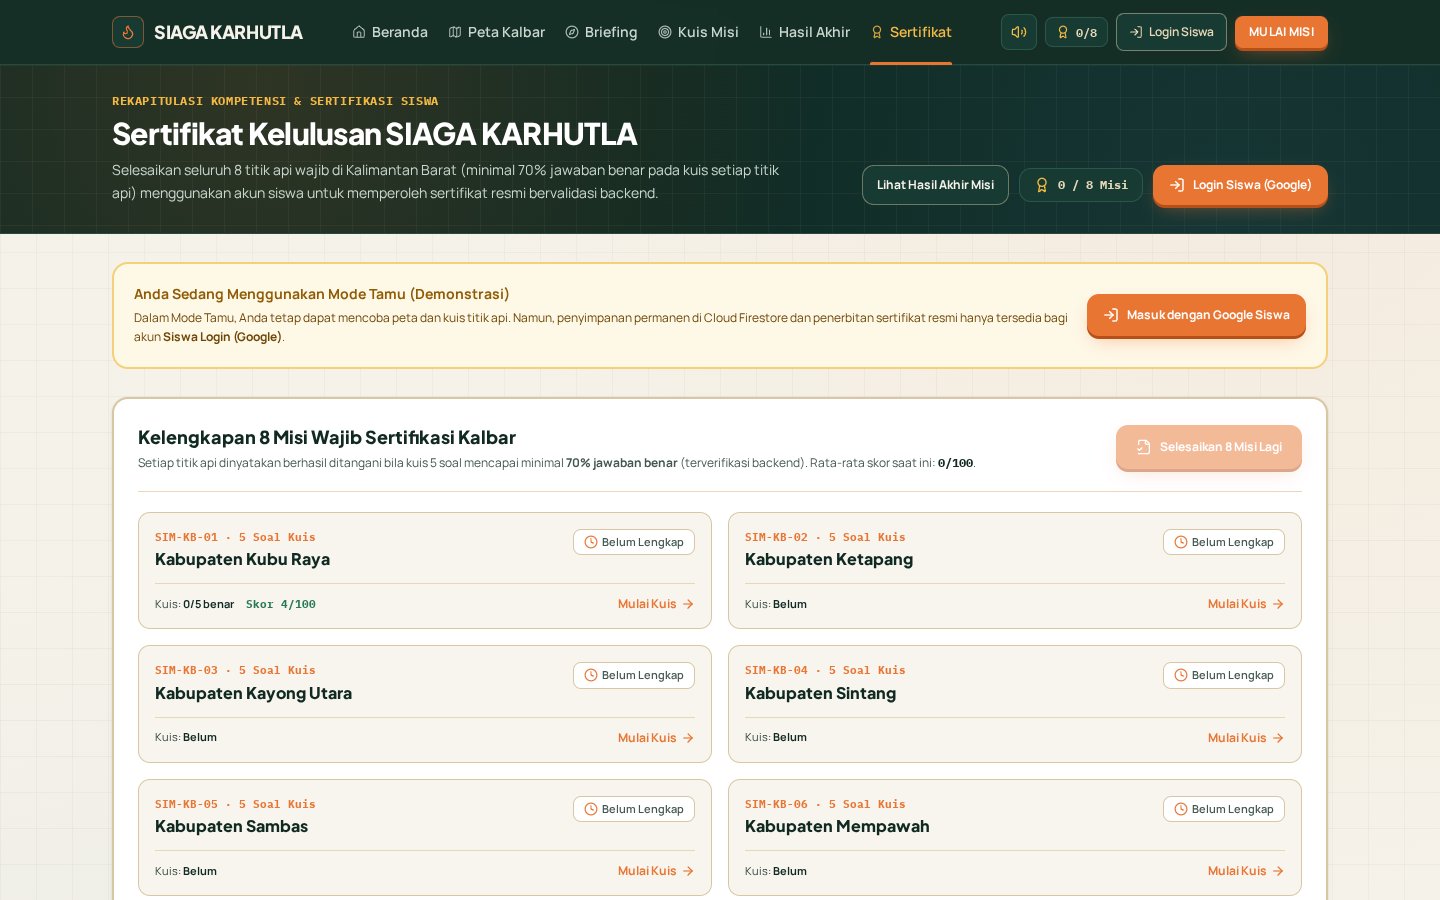 SIAGA KARHUTLA
Beranda
Peta Kalbar
Briefing
Kuis Misi
Hasil Akhir
Sertifikat
0/8
Login Siswa
MULAI MISI
REKAPITULASI KOMPETENSI & SERTIFIKASI SISWA
Sertifikat Kelulusan SIAGA KARHUTLA
Selesaikan seluruh 8 titik api wajib di Kalimantan Barat (minimal 70% jawaban benar pada kuis setiap titik
api) menggunakan akun siswa untuk memperoleh sertifikat resmi bervalidasi backend.
Lihat Hasil Akhir Misi
0 / 8 Misi
Login Siswa (Google)
Anda Sedang Menggunakan Mode Tamu (Demonstrasi)
Dalam Mode Tamu, Anda tetap dapat mencoba peta dan kuis titik api. Namun, penyimpanan permanen di Cloud Firestore dan penerbitan sertifikat resmi hanya tersedia bagi
akun Siswa Login (Google).
Masuk dengan Google Siswa
Kelengkapan 8 Misi Wajib Sertifikasi Kalbar
Setiap titik api dinyatakan berhasil ditangani bila kuis 5 soal mencapai minimal 70% jawaban benar (terverifikasi backend). Rata-rata skor saat ini: 0/100.
Selesaikan 8 Misi Lagi
SIM-KB-01 · 5 Soal Kuis
Kabupaten Kubu Raya
Belum Lengkap
Kuis: 0/5 benar Skor 4/100
Mulai Kuis →
SIM-KB-02 · 5 Soal Kuis
Kabupaten Ketapang
Belum Lengkap
Kuis: Belum
Mulai Kuis →
SIM-KB-03 · 5 Soal Kuis
Kabupaten Kayong Utara
Belum Lengkap
Kuis: Belum
Mulai Kuis →
SIM-KB-04 · 5 Soal Kuis
Kabupaten Sintang
Belum Lengkap
Kuis: Belum
Mulai Kuis →
SIM-KB-05 · 5 Soal Kuis
Kabupaten Sambas
Belum Lengkap
Kuis: Belum
Mulai Kuis →
SIM-KB-06 · 5 Soal Kuis
Kabupaten Mempawah
Belum Lengkap
Kuis: Belum
Mulai Kuis →